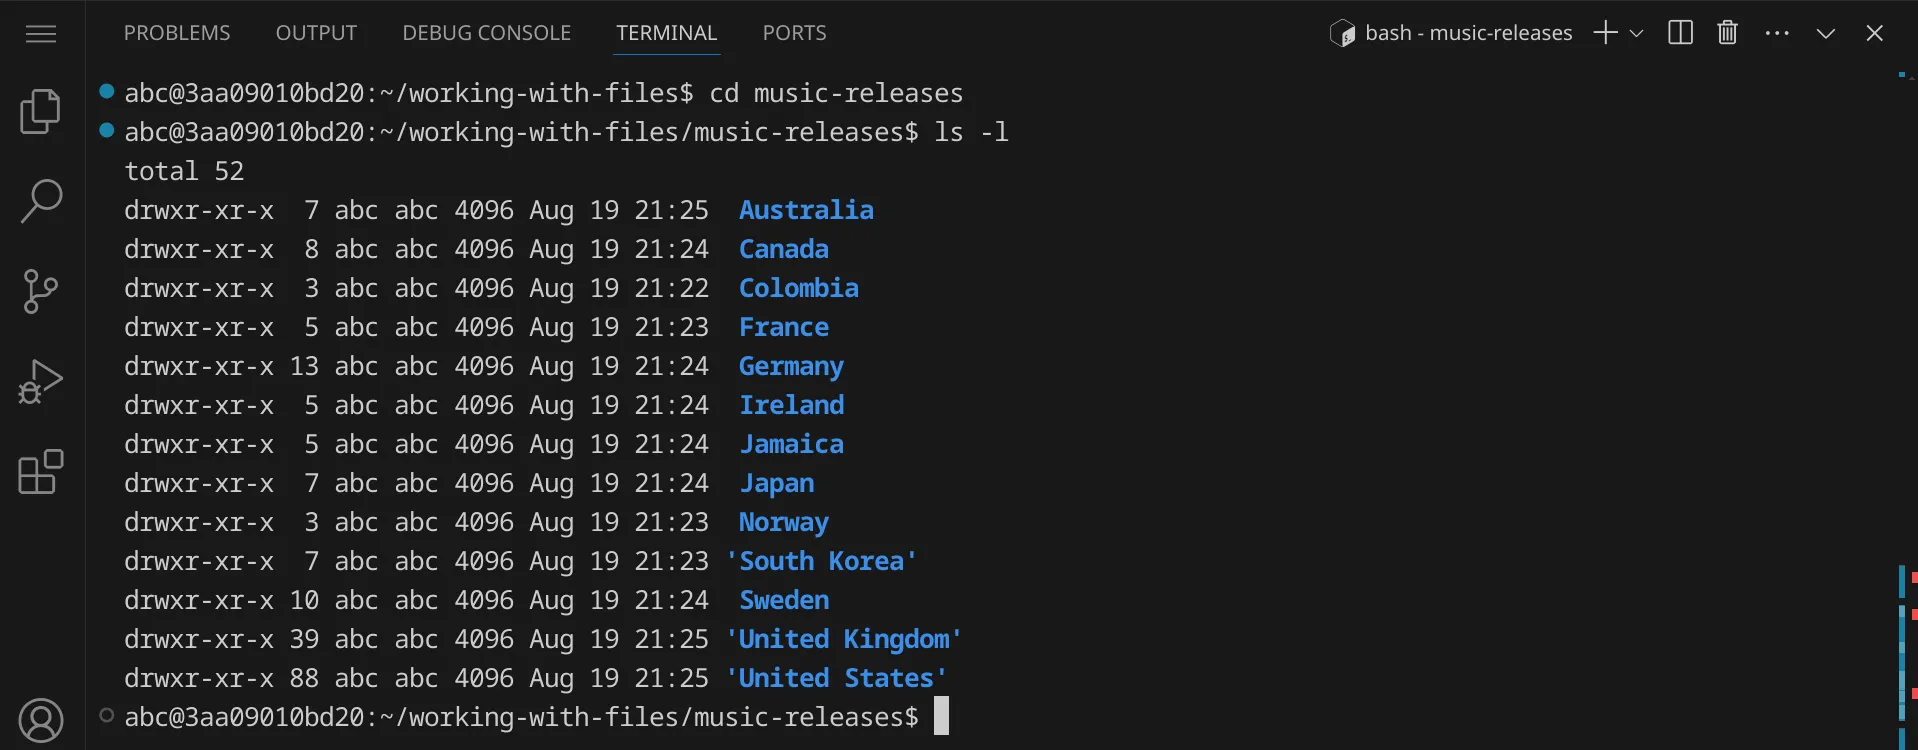 PROBLEMS OUTPUT DEBUG CONSOLE TERMINAL PORTS bash - music-releases
abc@3aa09010bd20:~/working-with-files$ cd music-releases
abc@3aa09010bd20:~/working-with-files/music-releases$ ls -l
total 52
drwxr-xr-x  7 abc abc 4096 Aug 19 21:25  Australia
drwxr-xr-x  8 abc abc 4096 Aug 19 21:24  Canada
drwxr-xr-x  3 abc abc 4096 Aug 19 21:22  Colombia
drwxr-xr-x  5 abc abc 4096 Aug 19 21:23  France
drwxr-xr-x 13 abc abc 4096 Aug 19 21:24  Germany
drwxr-xr-x  5 abc abc 4096 Aug 19 21:24  Ireland
drwxr-xr-x  5 abc abc 4096 Aug 19 21:24  Jamaica
drwxr-xr-x  7 abc abc 4096 Aug 19 21:24  Japan
drwxr-xr-x  3 abc abc 4096 Aug 19 21:23  Norway
drwxr-xr-x  7 abc abc 4096 Aug 19 21:23 'South Korea'
drwxr-xr-x 10 abc abc 4096 Aug 19 21:24  Sweden
drwxr-xr-x 39 abc abc 4096 Aug 19 21:25 'United Kingdom'
drwxr-xr-x 88 abc abc 4096 Aug 19 21:25 'United States'
abc@3aa09010bd20:~/working-with-files/music-releases$